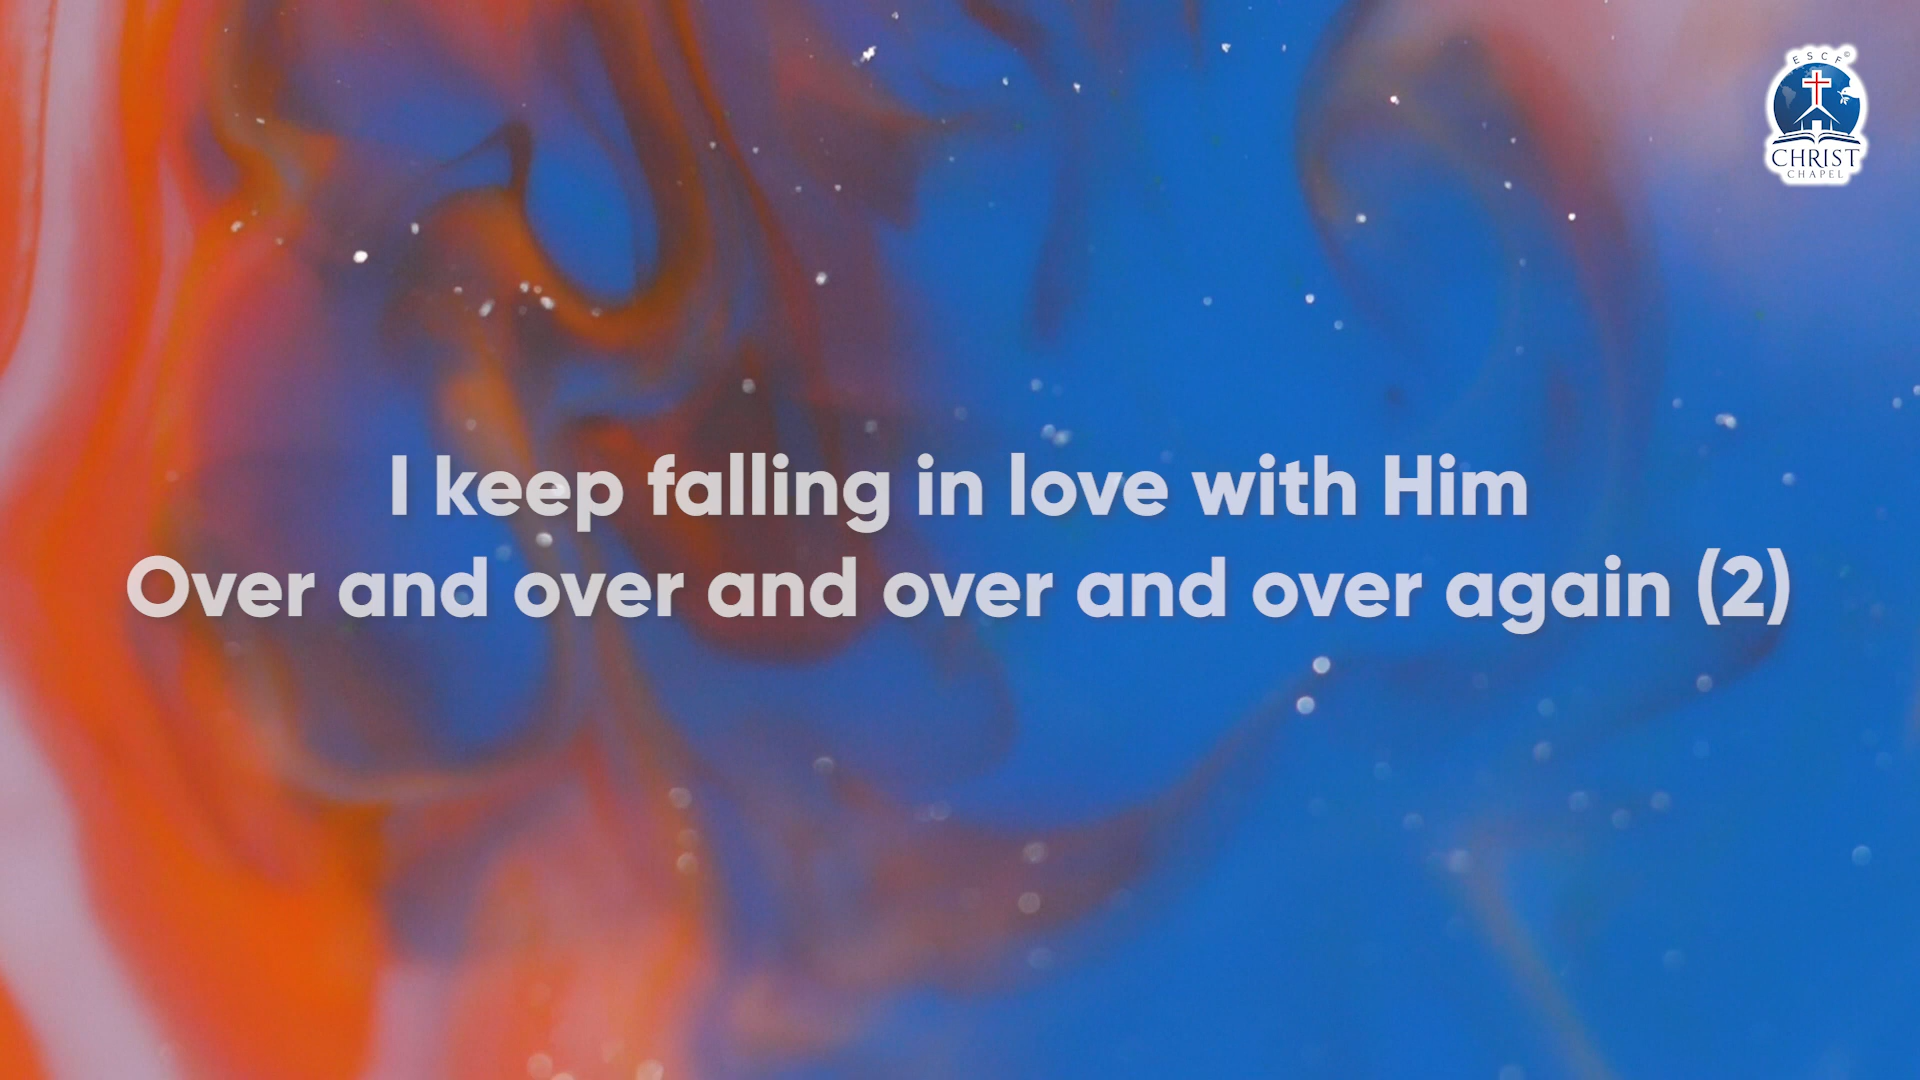 ESCF©
CHRIST
CHAPEL
I keep falling in love with Him
Over and over and over and over again (2)